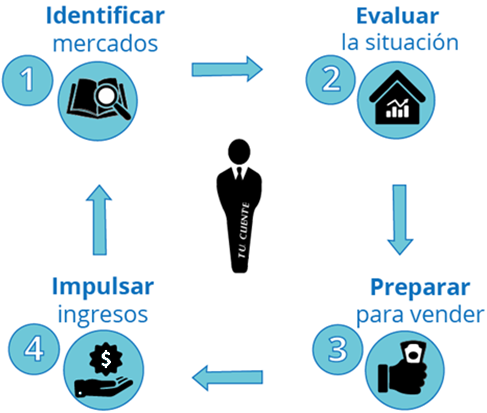 Identificar
mercados
1
Evaluar
la situación
2
TU CLIENTE
Impulsar
ingresos
4
$
Preparar
para vender
3